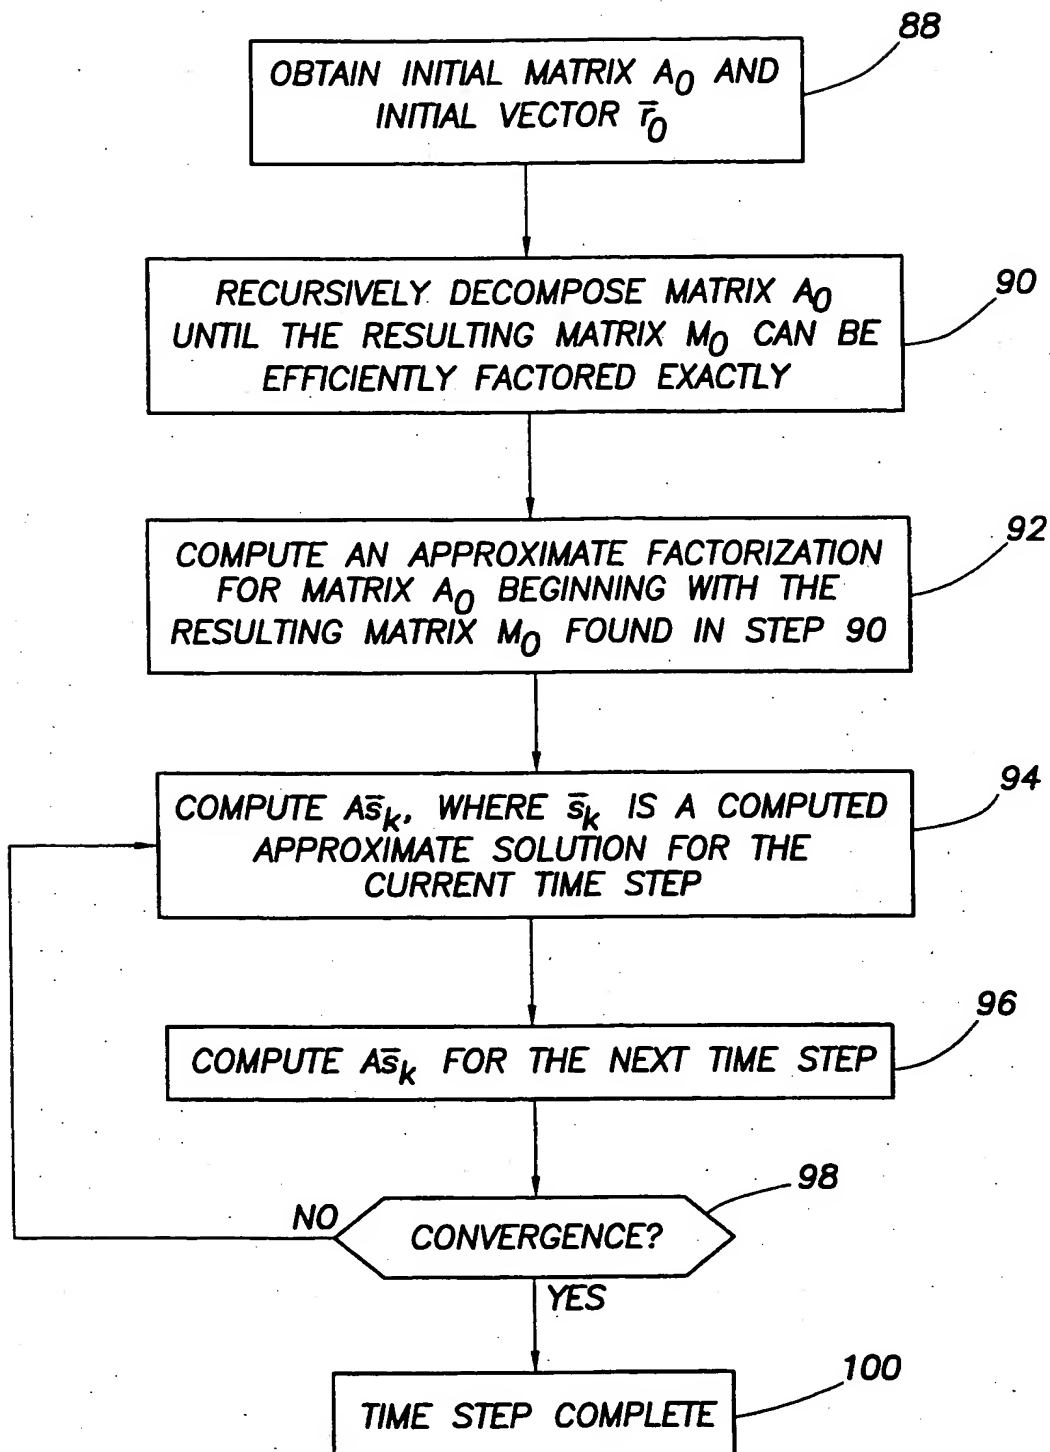 88
OBTAIN INITIAL MATRIX A₀ AND
INITIAL VECTOR r̄₀
90
RECURSIVELY DECOMPOSE MATRIX A₀
UNTIL THE RESULTING MATRIX M₀ CAN BE
EFFICIENTLY FACTORED EXACTLY
92
COMPUTE AN APPROXIMATE FACTORIZATION
FOR MATRIX A₀ BEGINNING WITH THE
RESULTING MATRIX M₀ FOUND IN STEP 90
94
COMPUTE As̄ₖ, WHERE s̄ₖ IS A COMPUTED
APPROXIMATE SOLUTION FOR THE
CURRENT TIME STEP
96
COMPUTE As̄ₖ FOR THE NEXT TIME STEP
98
NO
CONVERGENCE?
YES
100
TIME STEP COMPLETE